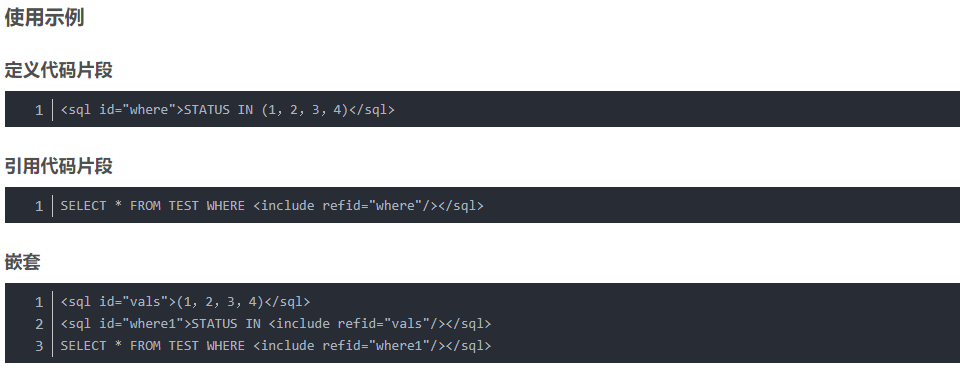 使用示例
定义代码片段
1 <sql id="where">STATUS IN (1，2，3，4)</sql>
引用代码片段
1 SELECT * FROM TEST WHERE <include refid="where"/></sql>
嵌套
1 <sql id="vals">(1，2，3，4)</sql>
2 <sql id="where1">STATUS IN <include refid="vals"/></sql>
3 SELECT * FROM TEST WHERE <include refid="where1"/></sql>